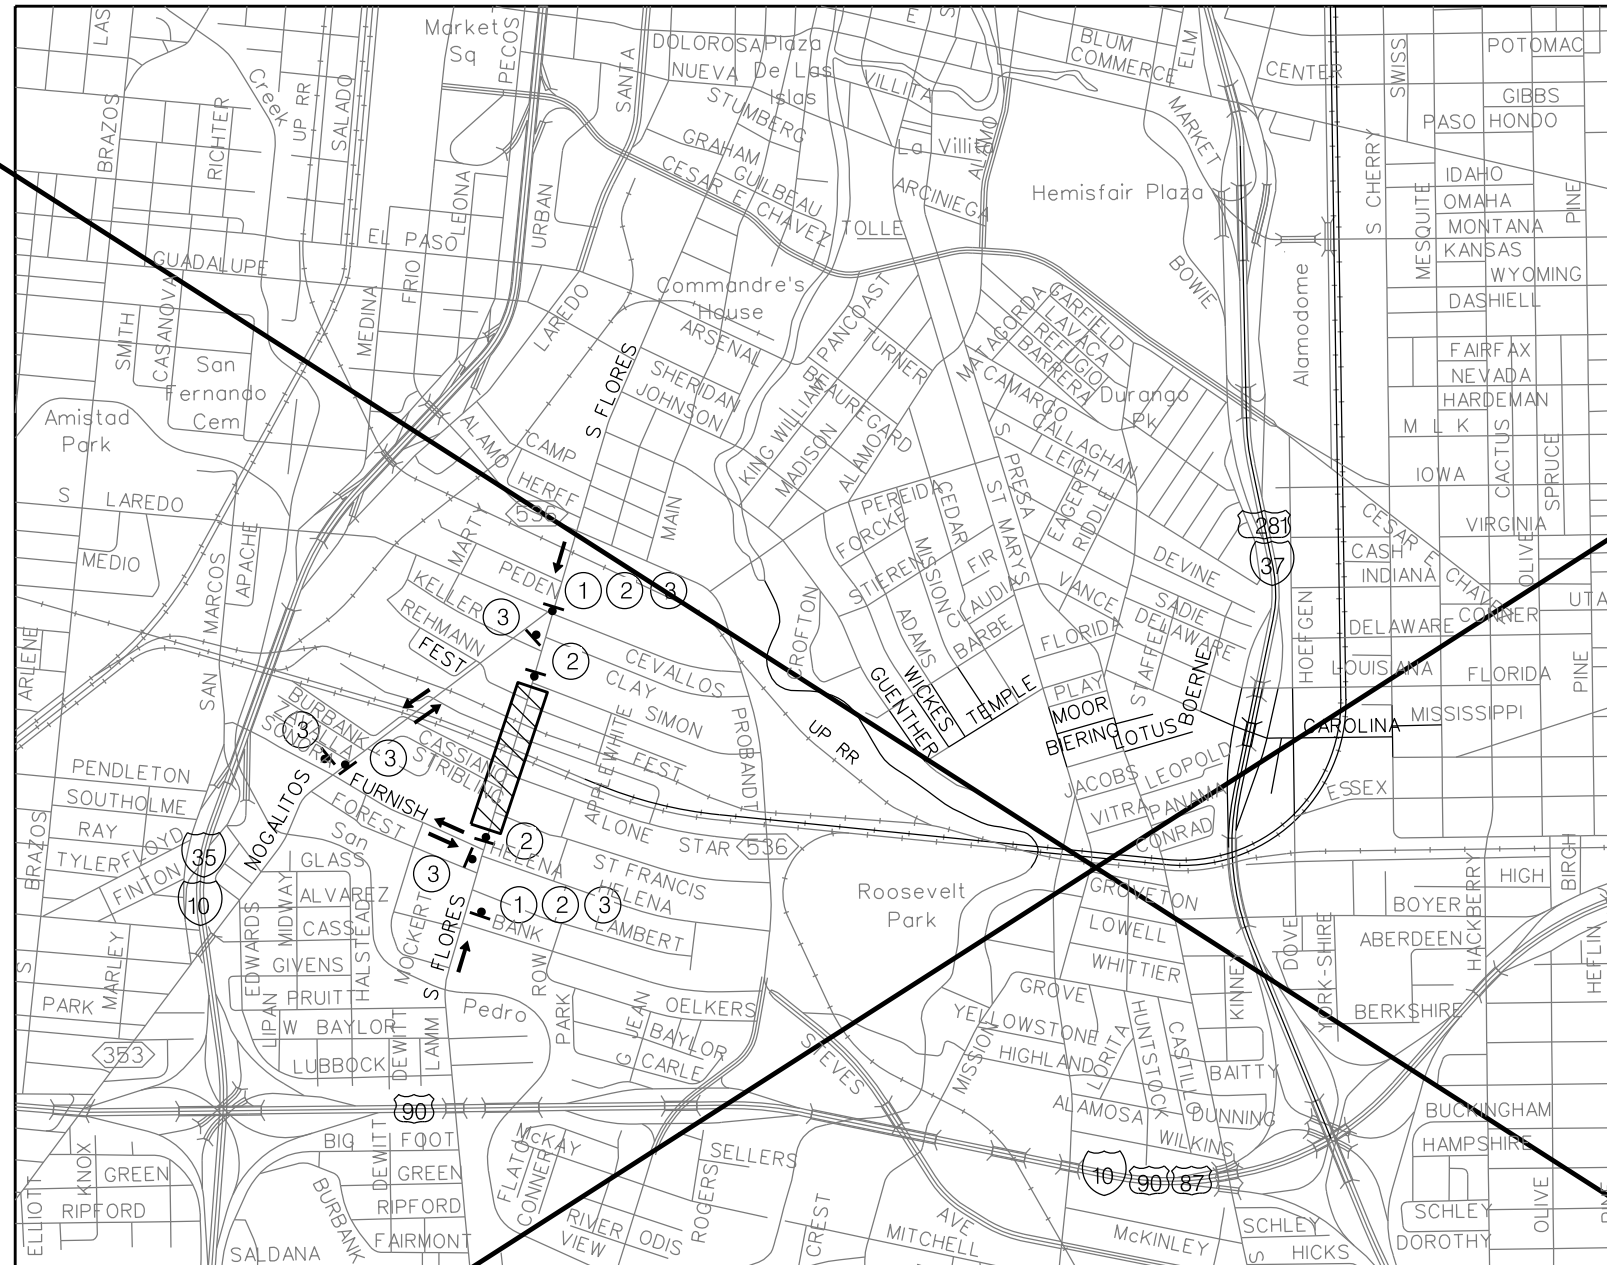 LAS
Market
Sq
PECOS
SANTA
DOLOROSA
Plaza
De Las
Islas
NUEVA
E
S
BLUM
COMMERCE
ELM
CENTER
SWISS
POTOMAC
GIBBS
PASO HONDO
Creek
UP RR
SALADO
BRAZOS
RICHTER
STUMBERG
VILLITA
La Villita
ALAMO
MARKET
GRAHAM
GUILBEAU
CESAR E CHAVEZ
ARCINIEGA
Hemisfair Plaza
S CHERRY
MESQUITE
IDAHO
OMAHA
MONTANA
KANSAS
WYOMING
DASHIELL
PINE
LEONA
URBAN
EL PASO
FRIO
TOLLE
BOWIE
GUADALUPE
Commandre's
House
ARSENAL
PANCOAST
TURNER
MATAGORDA
GARFIELD
LAVACA
REFUGIO
BARRERA
Alamodome
SMITH
CASANOVA
MEDINA
LAREDO
San
Fernando
Cem
S FLORES
SHERIDAN
JOHNSON
KING WILLIAM
BEAUREGARD
MADISON
ALAMO
CAMARGO
Durango
Pk
CALLAGHAN
LEIGH
FAIRFAX
NEVADA
HARDEMAN
M L K
CACTUS
SPRUCE
IOWA
Amistad
Park
ALAMO
CAMP
HERFF
S
PRESA
ST MARYS
EAGER
RIDDLE
S
LAREDO
536
MAIN
PEREIDA
CEDAR
FORCKE
281
37
CESAR E CHAVEZ
VIRGINIA
OLIVE
MEDIO
APACHE
MARTY
PEDEN
KELLER
REHMANN
FEST
1
2
3
3
2
STIEREN
MISSION
FIR
CLAUDIA
BARBE
ADAMS
DEVINE
VANCE
SADIE
DELAWARE
FLORIDA
STAFFEL
CASH
INDIANA
CORNER
UTA
DELAWARE
HOEFGEN
LOUISIANA
FLORIDA
PINE
ARLENE
SAN MARCOS
CROFTON
CEVALLOS
CLAY
SIMON
PROBANDT
UP RR
GUENTHER
WICKES
TEMPLE
PLAY
MOOR
BIERING
LOTUS
BOERNE
CAROLINA
MISSISSIPPI
BURBANK
SONORA
3
3
CASSIANO
STRIBLING
APPLEWHITE
FEST
JACOBS
LEOPOLD
VITRA
PANAMA
CONRAD
ESSEX
PENDLETON
SOUTHOLME
RAY
TYLER
FLOYD
FINTON
BRAZOS
35
10
NOGALITOS
FURNISH
FOREST
San
GLASS
ALVAREZ
CASS
GIVENS
PRUITT
EDWARDS
MIDWAY
HALSTEAD
MOCKERT
S FLORES
3
2
HELENA
1
2
3
BANK
LONE STAR
536
ST FRANCIS
HELENA
LAMBERT
Roosevelt
Park
GROVETON
LOWELL
WHITTIER
HIGH
BOYER
BIRCH
HACKBERRY
ABERDEEN
DOVE
YORK-SHIRE
HEFLIN
S
MARLEY
PARK
353
LIPAN
W BAYLOR
LUBBOCK
DEWITT
LAMM
Pedro
ROW
PARK
G JEAN
OELKERS
BAYLOR
CARLE
STEVES
MISSION
GROVE
YELLOWSTONE
HIGHLAND
LORITA
HUNTSTOCK
CASTILLO
KINNEY
BERKSHIRE
BAITTY
ALAMOSA
DUNNING
WILKINS
BUCKINGHAM
HAMPSHIRE
90
10
90
87
KNOX
GREEN
RIPFORD
ELLIOTT
BIG FOOT
DEWITT
GREEN
RIPFORD
FAIRMONT
BURBANK
SALDANA
McKAY
FLATO
CONNER
RIVER
VIEW
ODIS
ROGERS
SELLERS
CREST
AVE
MITCHELL
McKINLEY
SCHLEY
HICKS
S
SCHLEY
DOROTHY
OLIVE